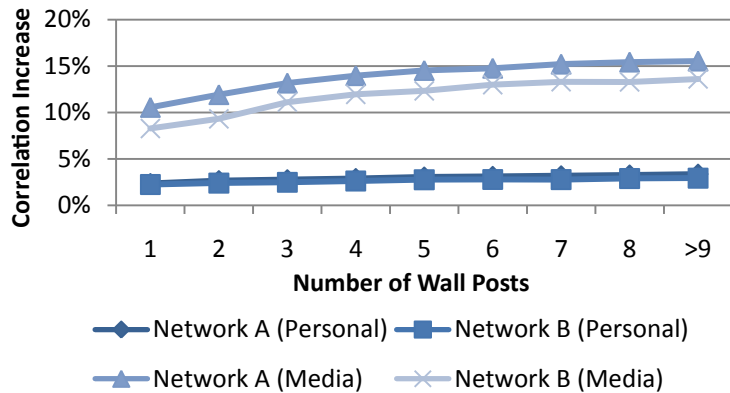 Correlation Increase
20%
15%
10%
5%
0%
1 2 3 4 5 6 7 8 >9
Number of Wall Posts
Network A (Personal) Network B (Personal)
Network A (Media) Network B (Media)